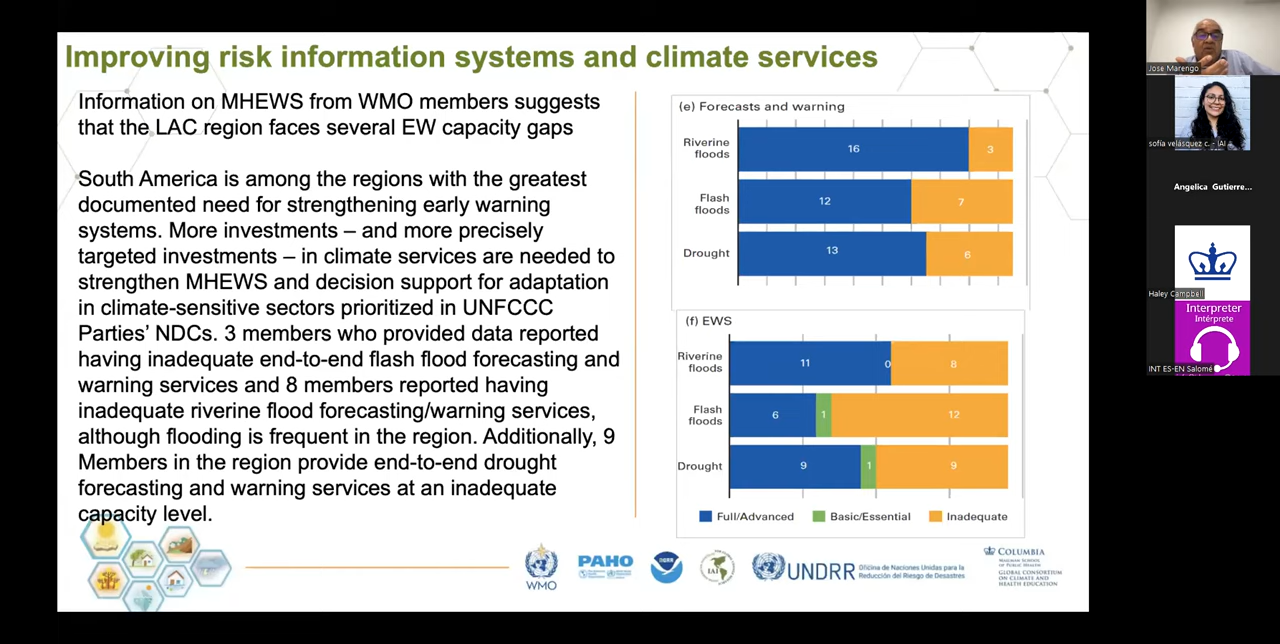 Improving risk information systems and climate services
Information on MHEWS from WMO members suggests
that the LAC region faces several EW capacity gaps
South America is among the regions with the greatest
documented need for strengthening early warning
systems. More investments – and more precisely
targeted investments – in climate services are needed to
strengthen MHEWS and decision support for adaptation
in climate-sensitive sectors prioritized in UNFCCC
Parties’ NDCs. 3 members who provided data reported
having inadequate end-to-end flash flood forecasting and
warning services and 8 members reported having
inadequate riverine flood forecasting/warning services,
although flooding is frequent in the region. Additionally, 9
Members in the region provide end-to-end drought
forecasting and warning services at an inadequate
capacity level.
(e) Forecasts and warning
Riverine
floods
16
3
Flash
floods
12
7
Drought
13
6
(f) EWS
Riverine
floods
11
0
8
Flash
floods
6
1
12
Drought
9
1
9
Full/Advanced
Basic/Essential
Inadequate
WMO
PAHO
IAI
UNDRR
Oficina de Naciones Unidas para la
Reducción del Riesgo de Desastres
COLUMBIA
MAILMAN SCHOOL
OF PUBLIC HEALTH
GLOBAL CONSORTIUM
ON CLIMATE AND
HEALTH EDUCATION
Jose Marengo
sofía velásquez c. - IAI
Angelica Gutierre...
Haley Campbell
Interpreter
Intérprete
INT ES-EN Salomé